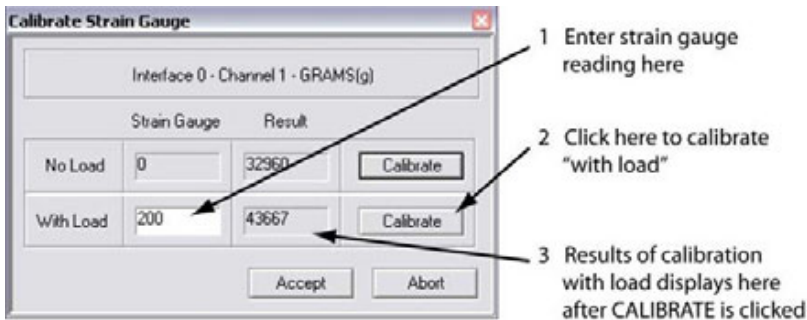 Calibrate Strain Gauge
Interface 0 - Channel 1 - GRAMS(g)
Strain Gauge Result
No Load 0 32960 Calibrate
With Load 200 43667 Calibrate
Accept Abort
1 Enter strain gauge
reading here
2 Click here to calibrate
“with load”
3 Results of calibration
with load displays here
after CALIBRATE is clicked